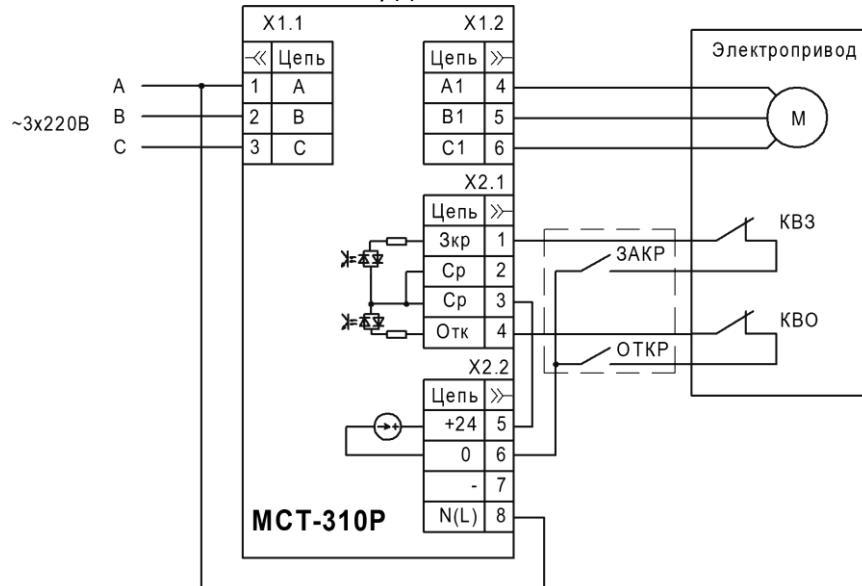 X1.1
X1.2
Цепь
Цепь
1 A
A1 4
2 B
B1 5
3 C
C1 6
A
B
C
~3x220В
Электропривод
М
X2.1
Цепь
Зкр 1
Ср 2
Ср 3
Отк 4
ЗАКР
КВЗ
ОТКР
КВО
X2.2
Цепь
+24 5
0 6
- 7
N(L) 8
МСТ-310Р